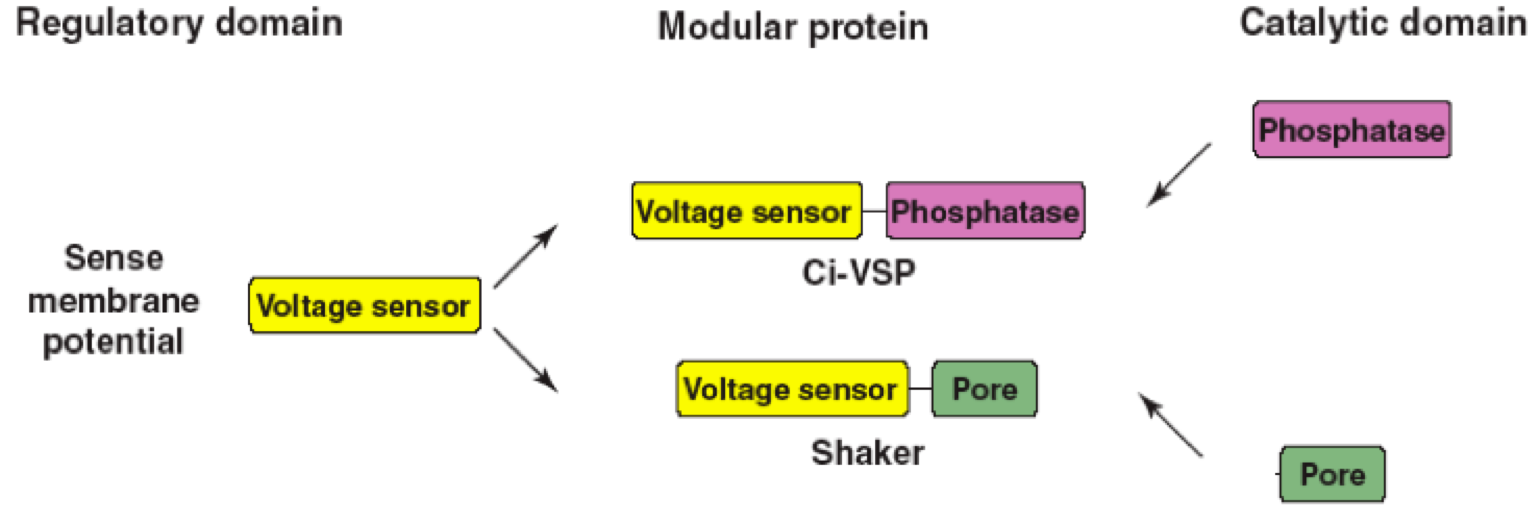 Regulatory domain
Modular protein
Catalytic domain
Phosphatase
Voltage sensor
Phosphatase
Ci-VSP
Sense
membrane
potential
Voltage sensor
Voltage sensor
Pore
Shaker
Pore